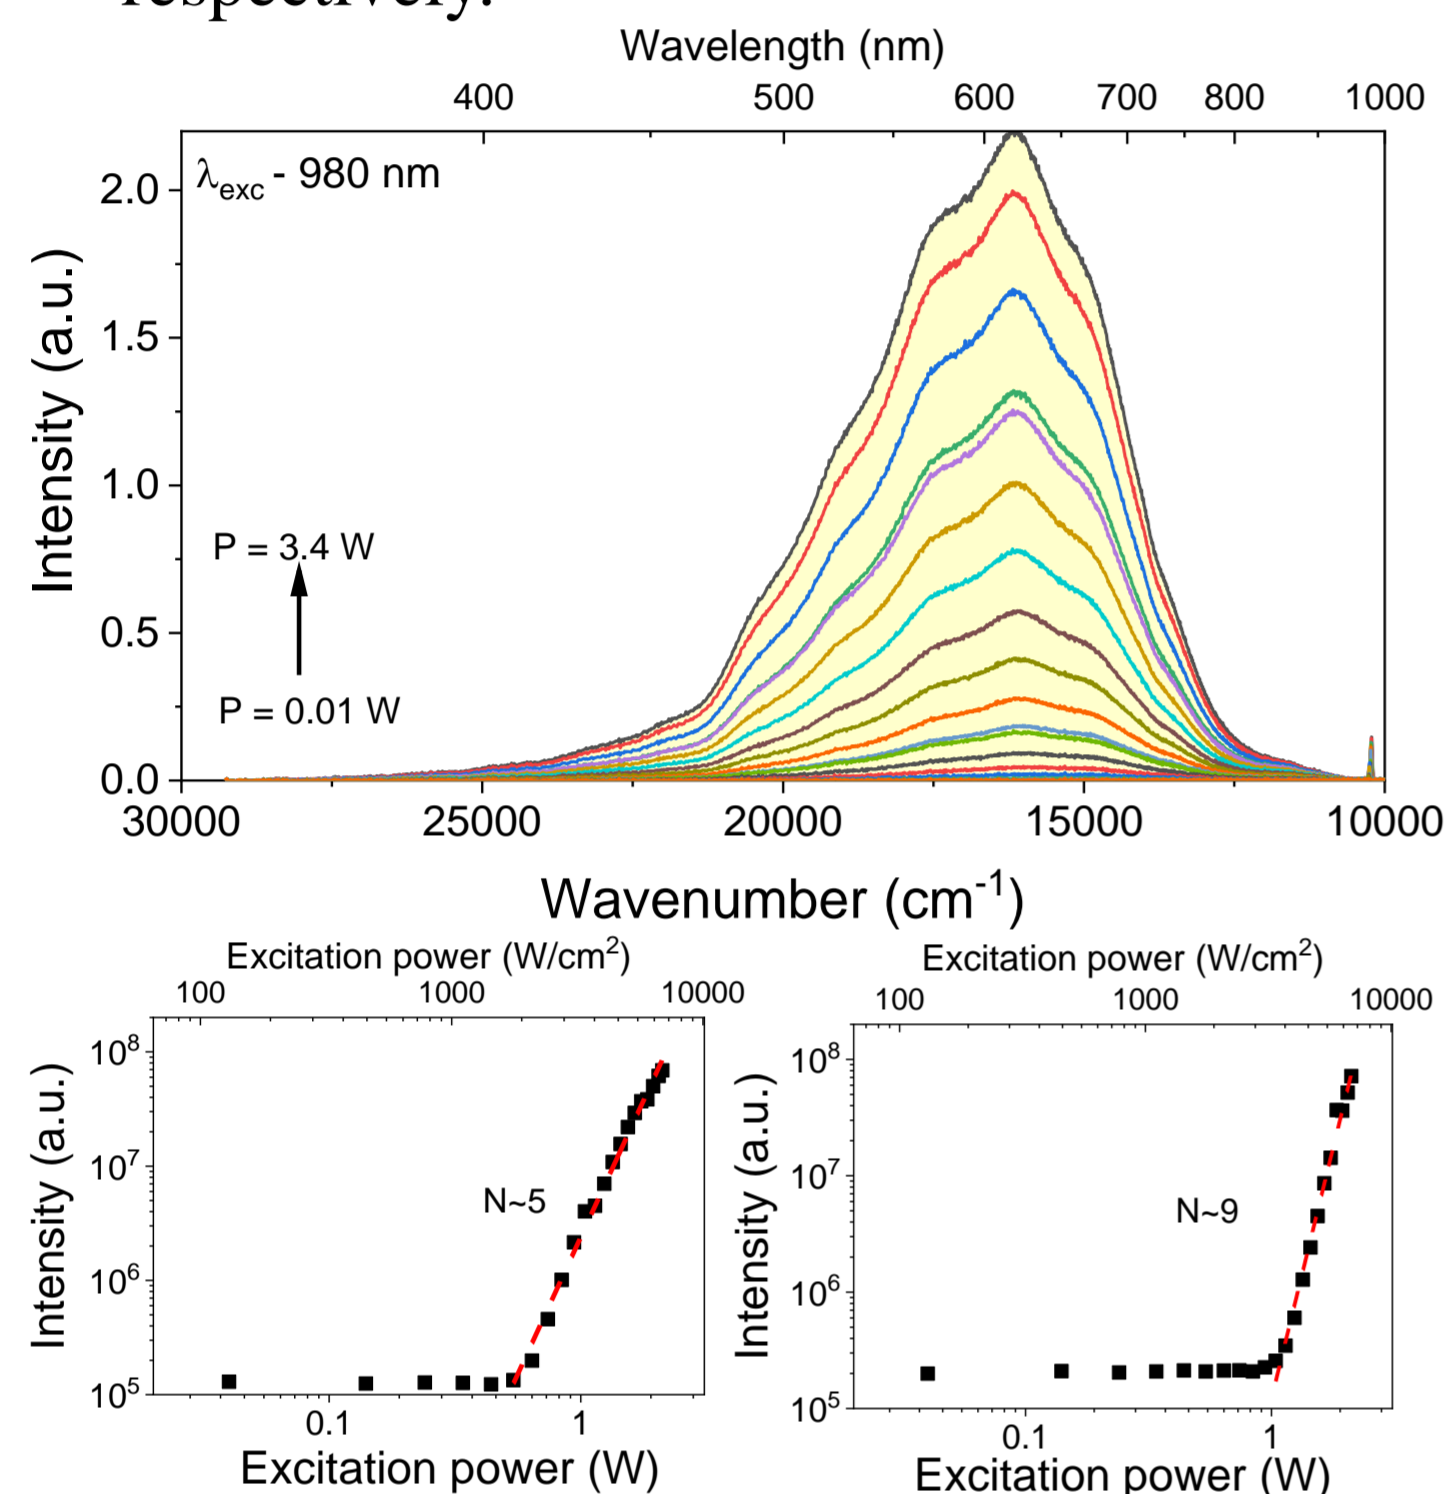 respectively.
Wavelength (nm)
400 500 600 700 800 1000
λexc - 980 nm
2.0
1.5
1.0
0.5
0.0
Intensity (a.u.)
P = 3.4 W
P = 0.01 W
30000 25000 20000 15000 10000
Wavenumber (cm-1)
Excitation power (W/cm2)
100 1000 10000
108
107
106
105
Intensity (a.u.)
N~5
0.1 1
Excitation power (W)
Excitation power (W/cm2)
100 1000 10000
108
107
106
105
Intensity (a.u.)
N~9
0.1 1
Excitation power (W)